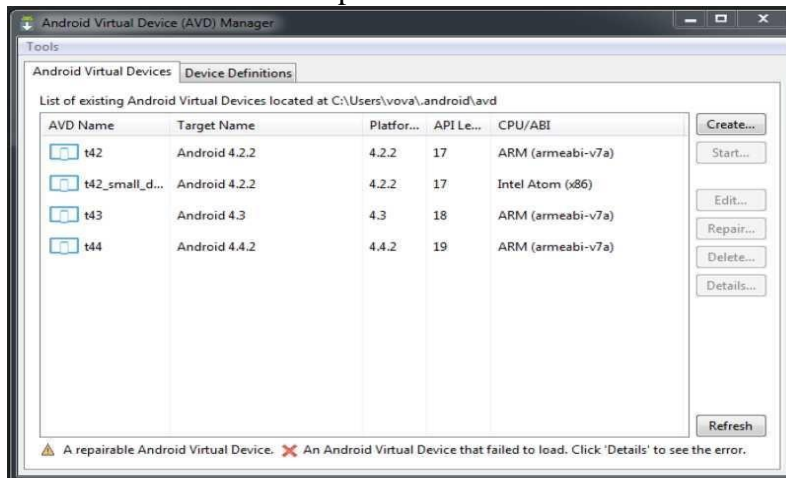 Android Virtual Device (AVD) Manager
Tools
Android Virtual Devices Device Definitions
List of existing Android Virtual Devices located at C:\Users\vova\.android\avd
AVD Name Target Name Platfor... API Le... CPU/ABI Create...
t42 Android 4.2.2 4.2.2 17 ARM (armeabi-v7a) Start...
t42_small_d... Android 4.2.2 4.2.2 17 Intel Atom (x86)
Edit...
t43 Android 4.3 4.3 18 ARM (armeabi-v7a)
Repair...
t44 Android 4.4.2 4.4.2 19 ARM (armeabi-v7a)
Delete...
Details...
Refresh
A repairable Android Virtual Device. An Android Virtual Device that failed to load. Click 'Details' to see the error.